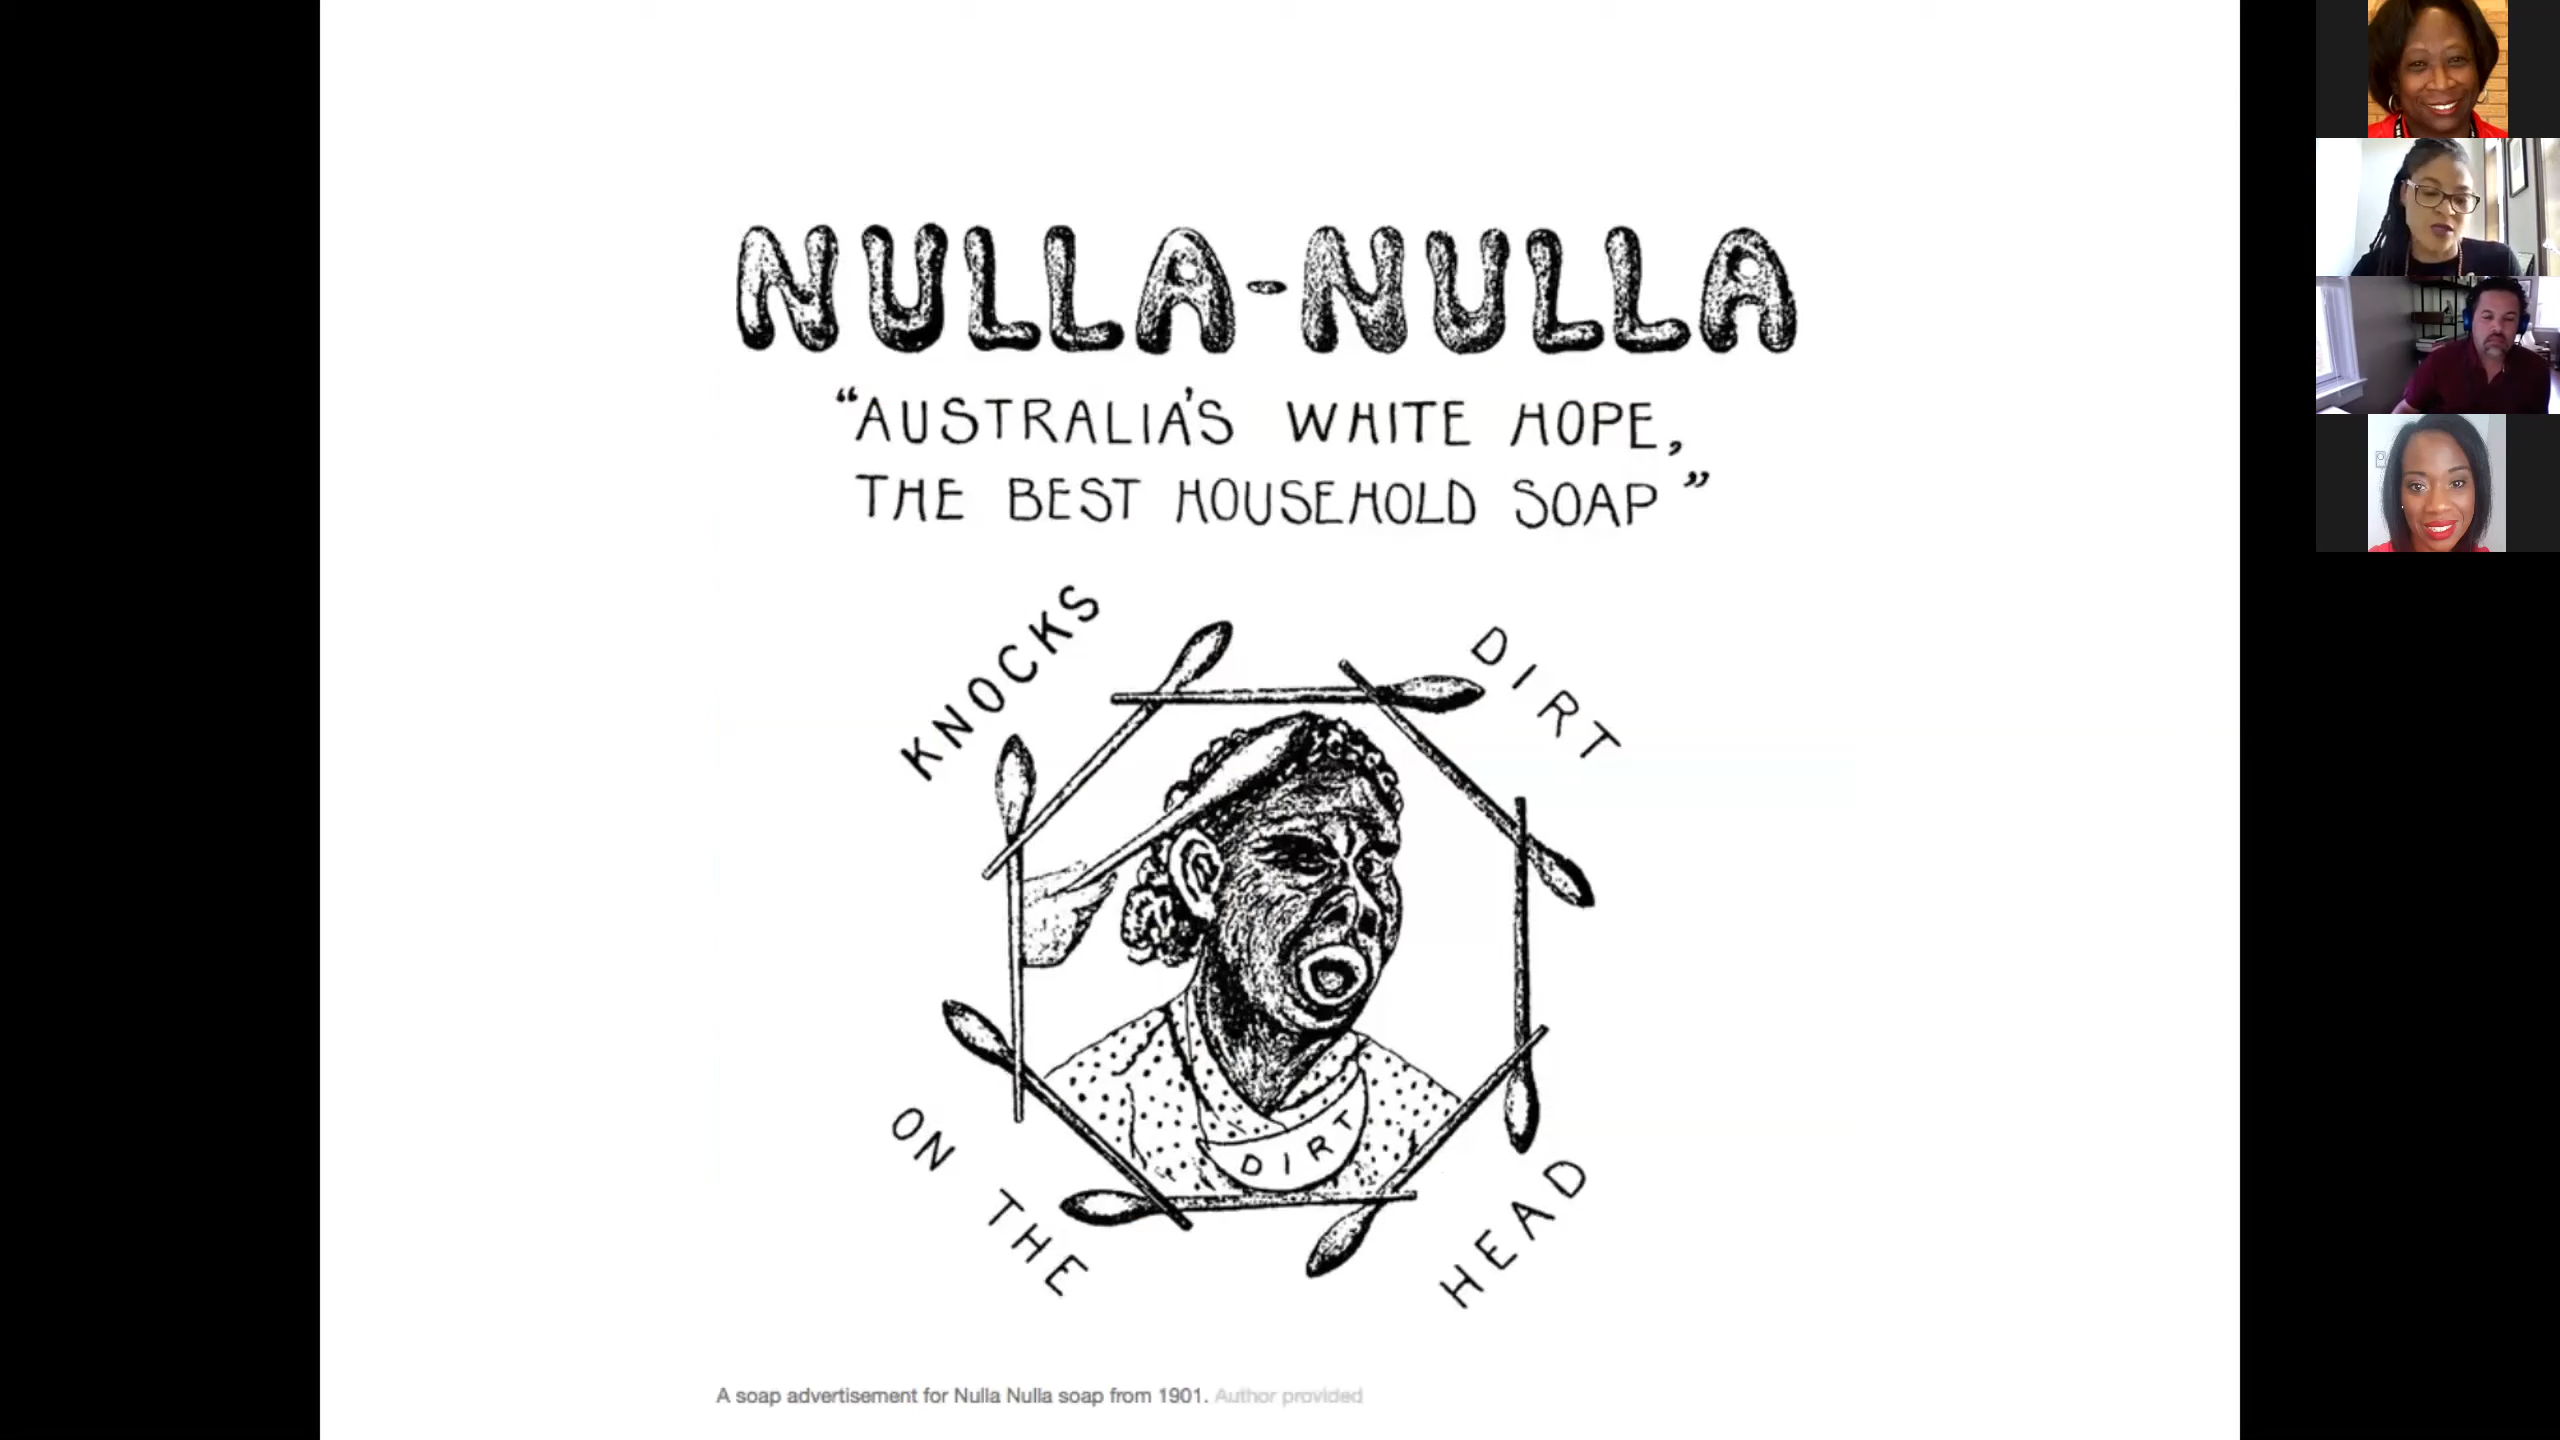 NULLA-NULLA
“AUSTRALIA'S WHITE HOPE,
THE BEST HOUSEHOLD SOAP”
KNOCKS
DIRT
ON THE
HEAD
DIRT
A soap advertisement for Nulla Nulla soap from 1901. Author provided